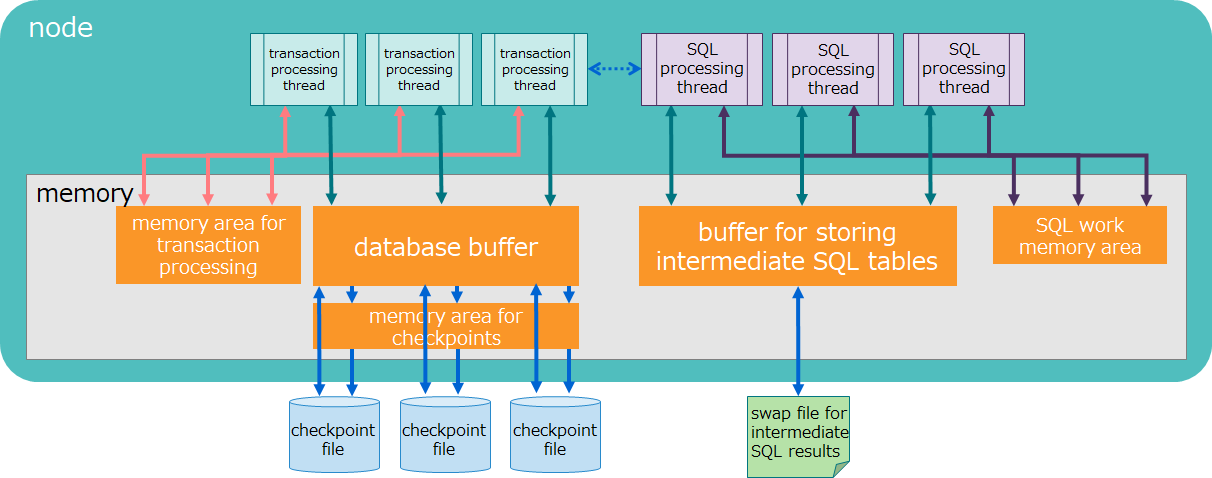 node
transaction
processing
thread
transaction
processing
thread
transaction
processing
thread
SQL
processing
thread
SQL
processing
thread
SQL
processing
thread
memory
memory area for
transaction
processing
database buffer
buffer for storing
intermediate SQL tables
SQL work
memory area
memory area for
checkpoints
checkpoint
file
checkpoint
file
checkpoint
file
swap file for
intermediate
SQL results